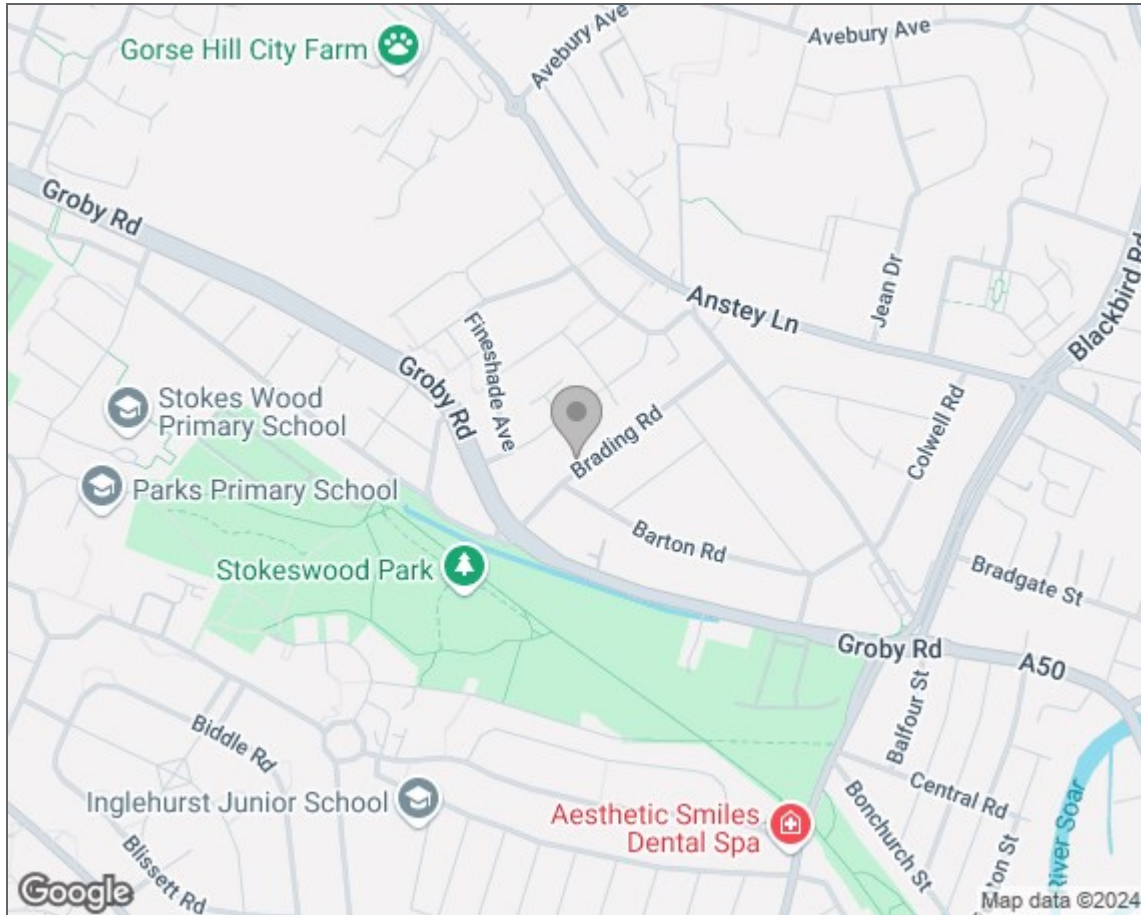 Gorse Hill City Farm
Avebury Ave
Avebury Ave
Groby Rd
Blackbird Rd
Jean Dr
Anstey Ln
Fineshade Ave
Groby Rd
Stokes Wood
Primary School
Brading Rd
Colwell Rd
Parks Primary School
Barton Rd
Stokeswood Park
Bradgate St
Groby Rd
A50
Balfour St
Biddle Rd
Central Rd
Inglehurst Junior School
Bonchurch St
River Soar
Aesthetic Smiles
Dental Spa
Blissett Rd
ton St
Google
Map data ©2024